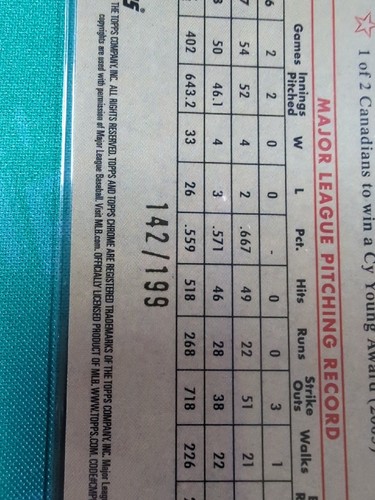 1 of 2 Canadians to win a Cy Young Award (2003)
MAJOR LEAGUE PITCHING RECORD
Games Innings Pitched W L Pct. Hits Runs Strike Outs Walks
6 2 2 0 0 - 0 0 3 1
7 54 52 4 2 .667 49 22 51 21
50 46.1 4 3 .571 46 28 38 22
402 643.2 33 26 .559 518 268 718 226
142/199
THE TOPPS COMPANY, INC. ALL RIGHTS RESERVED. TOPPS AND TOPPS CHROME ARE REGISTERED TRADEMARKS OF THE TOPPS COMPANY, INC. Major Leag
copyrights are used with permission of Major League Baseball. Visit MLB.com. OFFICIALLY LICENSED PRODUCT OF MLB. WWW.TOPPS.COM. CODE#CMP